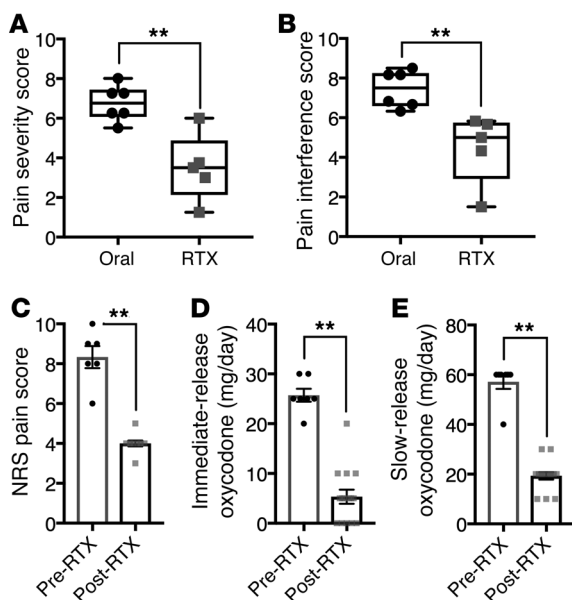 A
Pain severity score
10
8
6
4
2
0
**
Oral
RTX
B
Pain interference score
10
8
6
4
2
0
**
Oral
RTX
C
NRS pain score
10
8
6
4
2
0
**
Pre-RTX
Post-RTX
D
Immediate-release
oxycodone (mg/day)
40
30
20
10
0
**
Pre-RTX
Post-RTX
E
Slow-release
oxycodone (mg/day)
80
60
40
20
0
**
Pre-RTX
Post-RTX